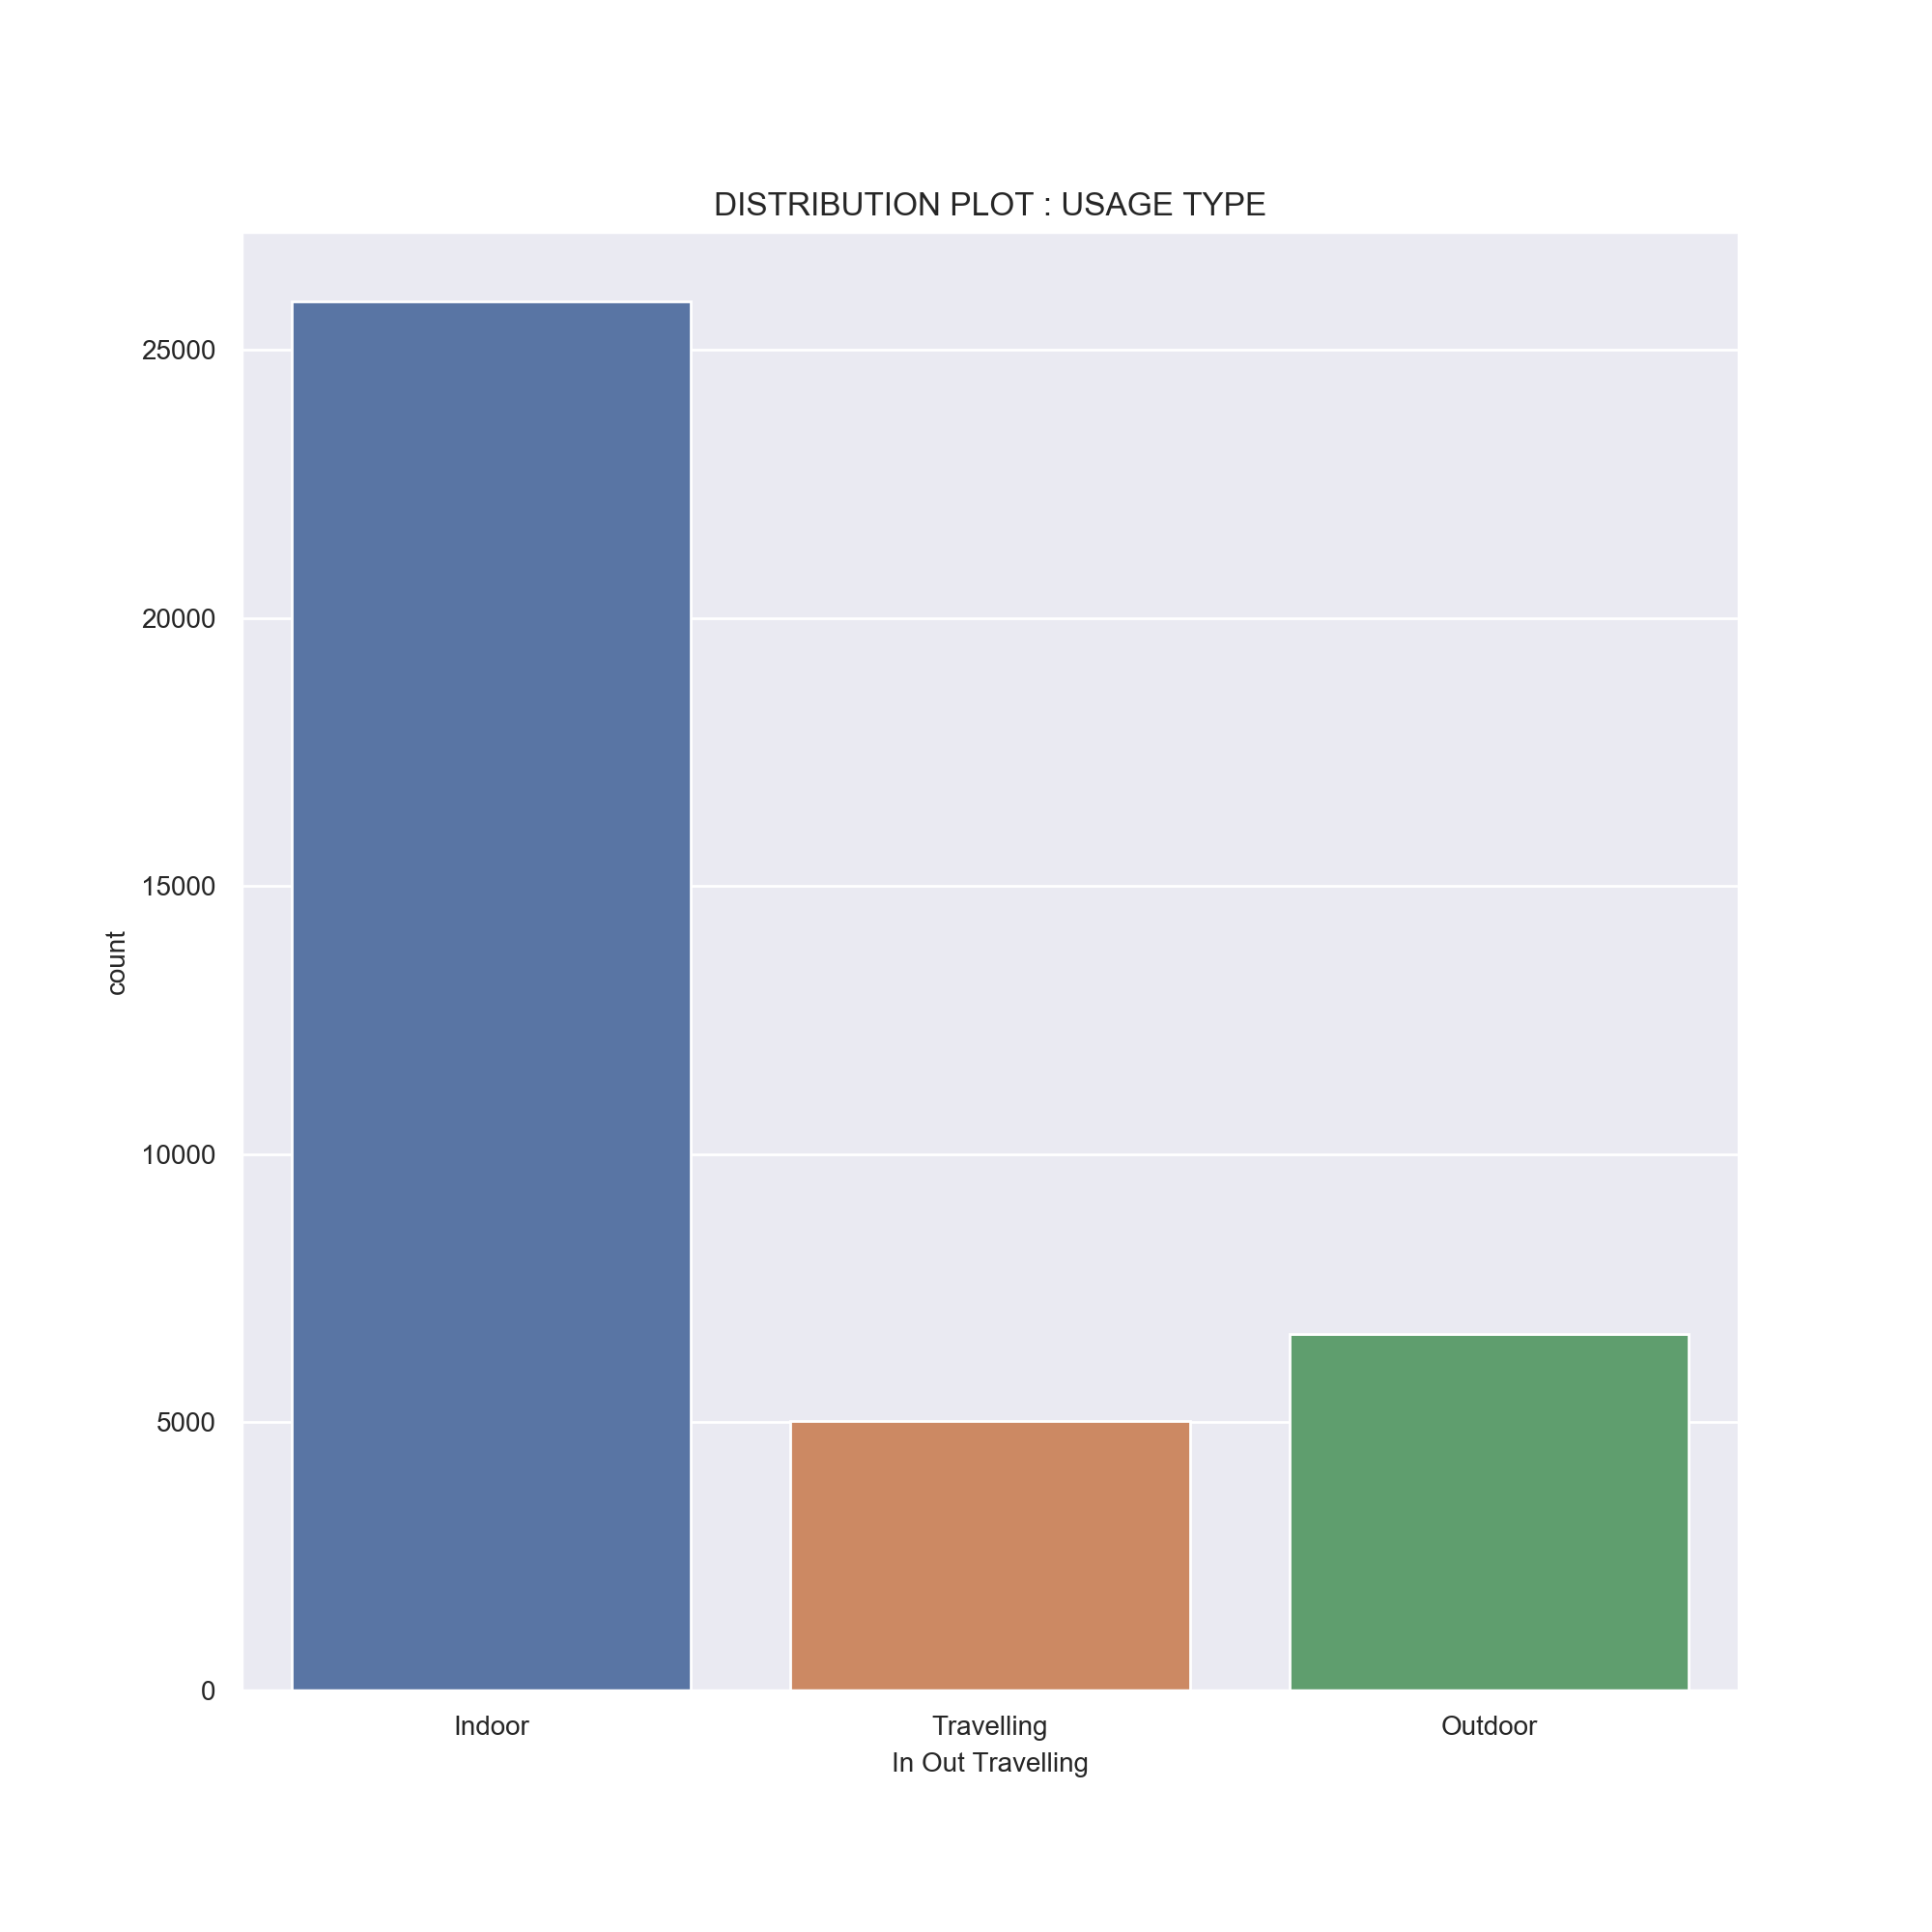 DISTRIBUTION PLOT : USAGE TYPE
25000
20000
15000
10000
5000
0
count
Indoor
Travelling
Outdoor
In Out Travelling